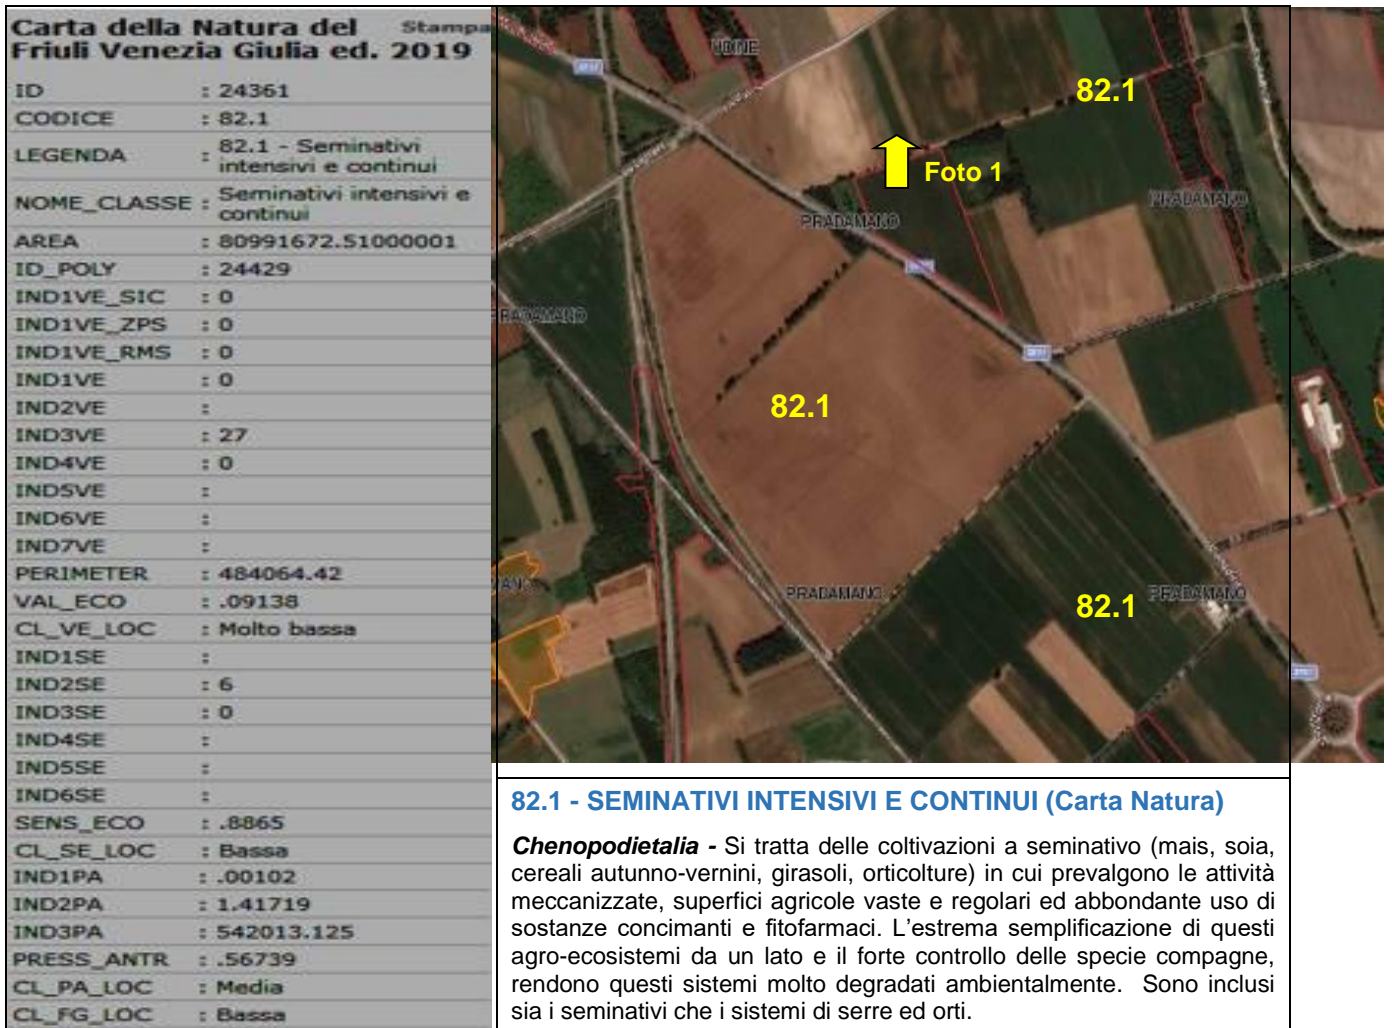 Carta della Natura del Stampa
Friuli Venezia Giulia ed. 2019
ID : 24361
CODICE : 82.1
LEGENDA : 82.1 - Seminativi
intensivi e continui
NOME_CLASSE : Seminativi intensivi e
continui
AREA : 80991672.51000001
ID_POLY : 24429
IND1VE_SIC : 0
IND1VE_ZPS : 0
IND1VE_RMS : 0
IND1VE : 0
IND2VE :
IND3VE : 27
IND4VE : 0
IND5VE :
IND6VE :
IND7VE :
PERIMETER : 484064.42
VAL_ECO : .09138
CL_VE_LOC : Molto bassa
IND1SE :
IND2SE : 6
IND3SE : 0
IND4SE :
IND5SE :
IND6SE :
SENS_ECO : .8865
CL_SE_LOC : Bassa
IND1PA : .00102
IND2PA : 1.41719
IND3PA : 542013.125
PRESS_ANTR : .56739
CL_PA_LOC : Media
CL_FG_LOC : Bassa
UDINE
82.1
Foto 1
PRADAMANO
PRADAMANO
PRADAMANO
82.1
PRADAMANO
82.1
PRADAMANO
82.1 - SEMINATIVI INTENSIVI E CONTINUI (Carta Natura)
Chenopodietalia - Si tratta delle coltivazioni a seminativo (mais, soia,
cereali autunno-vernini, girasoli, orticolture) in cui prevalgono le attività
meccanizzate, superfici agricole vaste e regolari ed abbondante uso di
sostanze concimanti e fitofarmaci. L'estrema semplificazione di questi
agro-ecosistemi da un lato e il forte controllo delle specie compagne,
rendono questi sistemi molto degradati ambientalmente. Sono inclusi
sia i seminativi che i sistemi di serre ed orti.